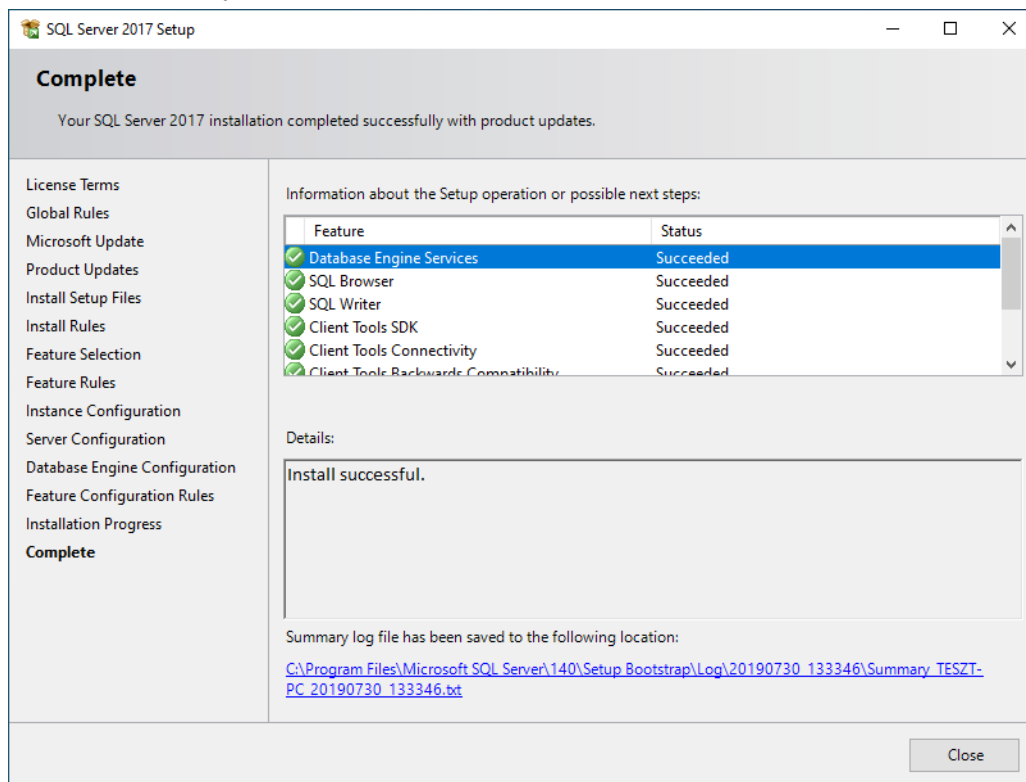 SQL Server 2017 Setup
Complete
Your SQL Server 2017 installation completed successfully with product updates.
License Terms
Global Rules
Microsoft Update
Product Updates
Install Setup Files
Install Rules
Feature Selection
Feature Rules
Instance Configuration
Server Configuration
Database Engine Configuration
Feature Configuration Rules
Installation Progress
Complete
Information about the Setup operation or possible next steps:
Feature Status
Database Engine Services Succeeded
SQL Browser Succeeded
SQL Writer Succeeded
Client Tools SDK Succeeded
Client Tools Connectivity Succeeded
Client Tools Backwards Compatibility Succeeded
Details:
Install successful.
Summary log file has been saved to the following location:
C:\Program Files\Microsoft SQL Server\140\Setup Bootstrap\Log\20190730_133346\Summary_TESZT-
PC_20190730_133346.txt
Close